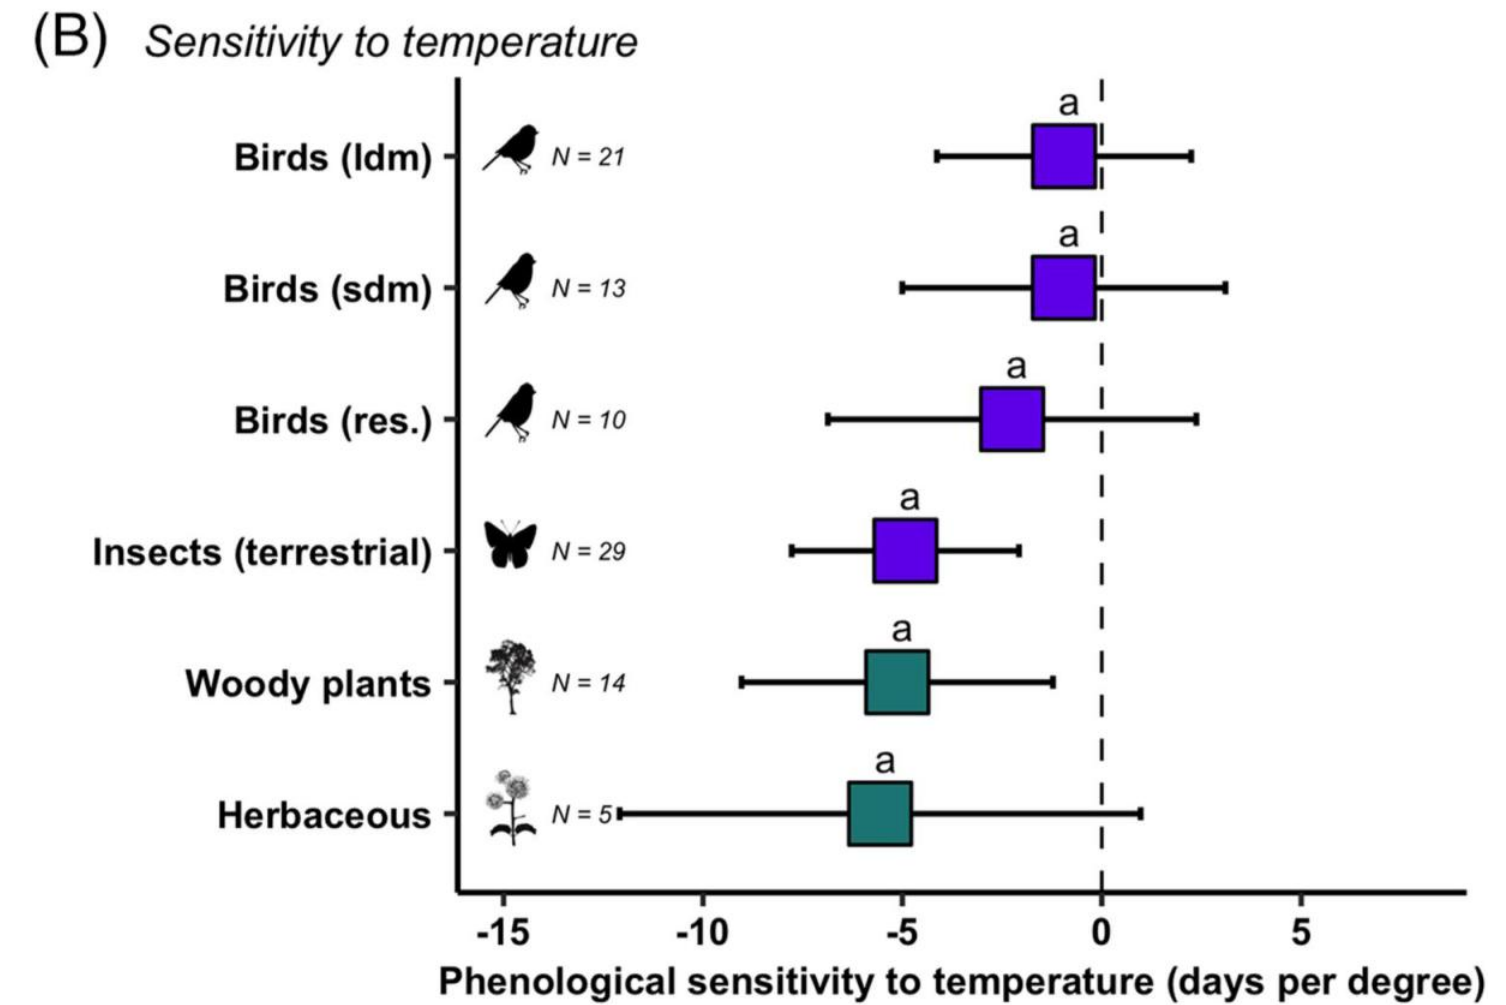 (B) Sensitivity to temperature
a
Birds (ldm) N = 21
a
Birds (sdm) N = 13
a
Birds (res.) N = 10
a
Insects (terrestrial) N = 29
a
Woody plants N = 14
a
Herbaceous N = 5
-15 -10 -5 0 5
Phenological sensitivity to temperature (days per degree)